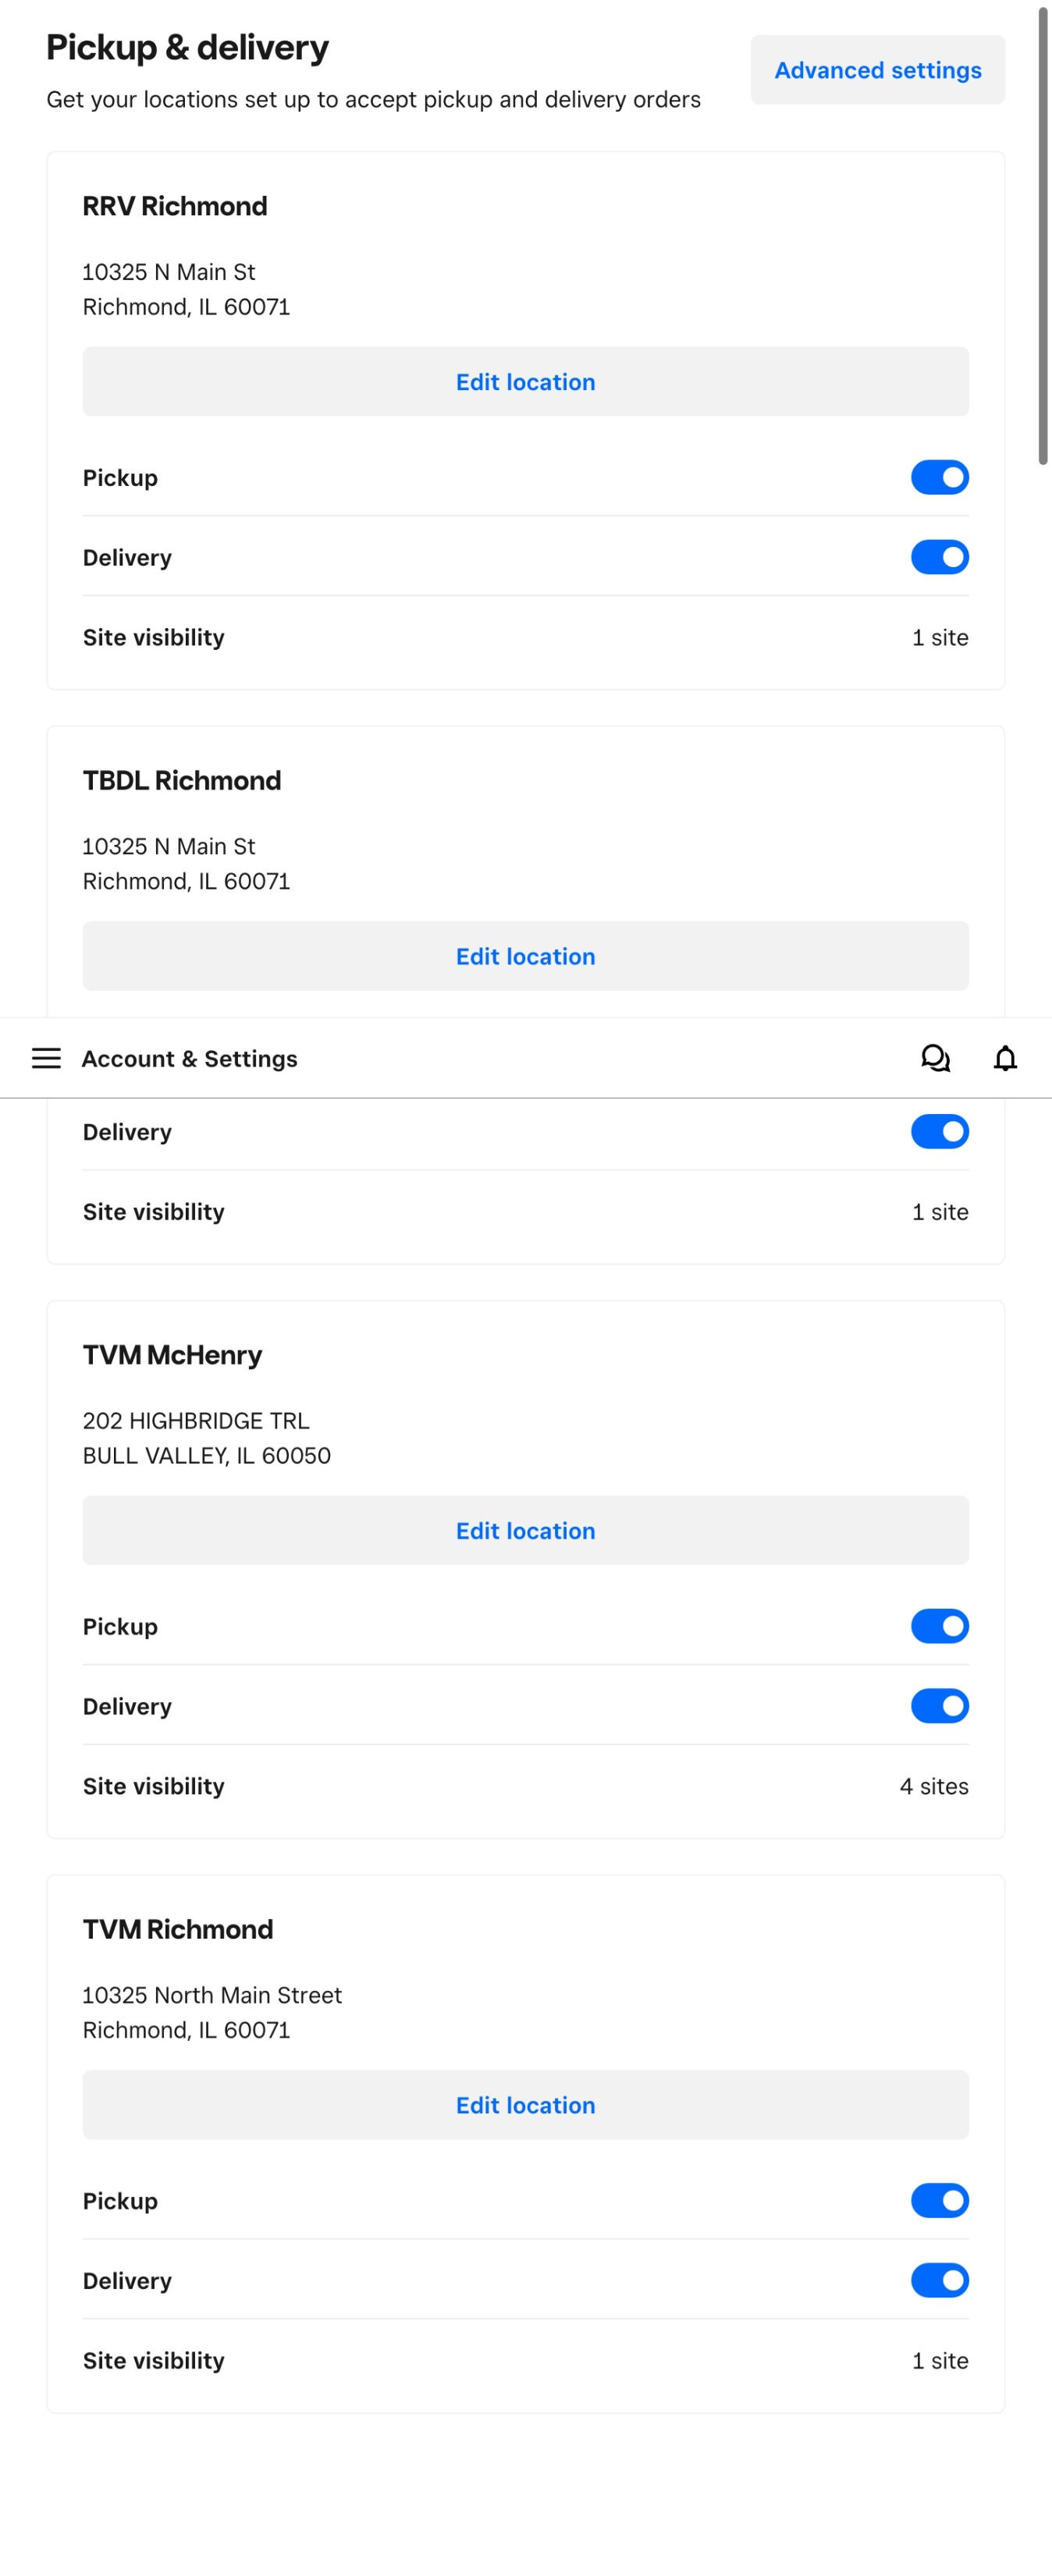 Pickup & delivery
Advanced settings
Get your locations set up to accept pickup and delivery orders
RRV Richmond
10325 N Main St
Richmond, IL 60071
Edit location
Pickup
Delivery
Site visibility 1 site
TBDL Richmond
10325 N Main St
Richmond, IL 60071
Edit location
Account & Settings
Delivery
Site visibility 1 site
TVM McHenry
202 HIGHBRIDGE TRL
BULL VALLEY, IL 60050
Edit location
Pickup
Delivery
Site visibility 4 sites
TVM Richmond
10325 North Main Street
Richmond, IL 60071
Edit location
Pickup
Delivery
Site visibility 1 site